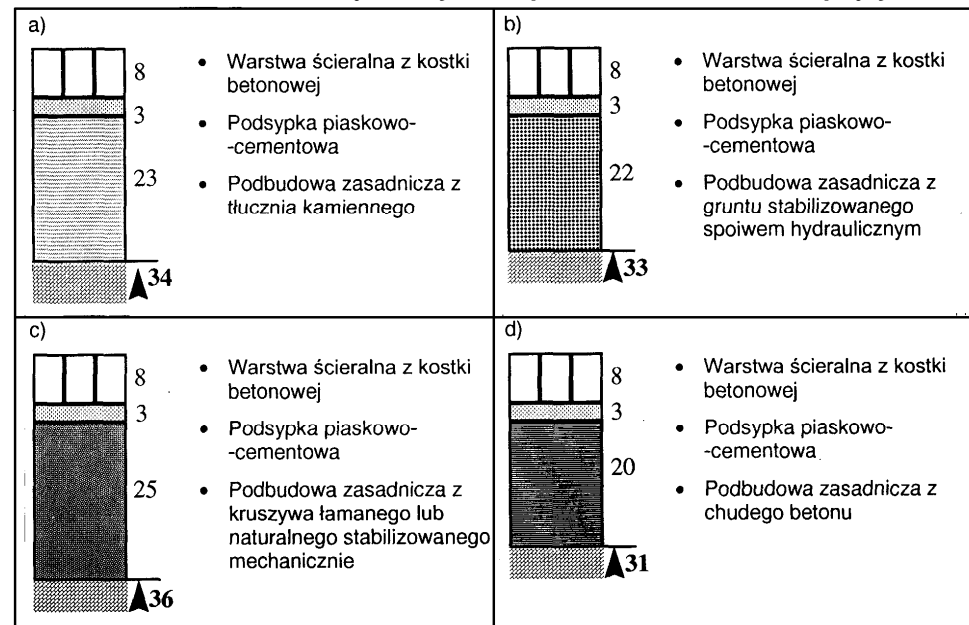 a)
8
3
23
34
• Warstwa ścieralna z kostki
betonowej
• Podsypka piaskowo-
-cementowa
• Podbudowa zasadnicza z
tłucznia kamiennego
b)
8
3
22
33
• Warstwa ścieralna z kostki
betonowej
• Podsypka piaskowo-
-cementowa
• Podbudowa zasadnicza z
gruntu stabilizowanego
spoiwem hydraulicznym
c)
8
3
25
36
• Warstwa ścieralna z kostki
betonowej
• Podsypka piaskowo-
-cementowa
• Podbudowa zasadnicza z
kruszywa łamanego lub
naturalnego stabilizowanego
mechanicznie
d)
8
3
20
31
• Warstwa ścieralna z kostki
betonowej
• Podsypka piaskowo-
-cementowa
• Podbudowa zasadnicza z
chudego betonu